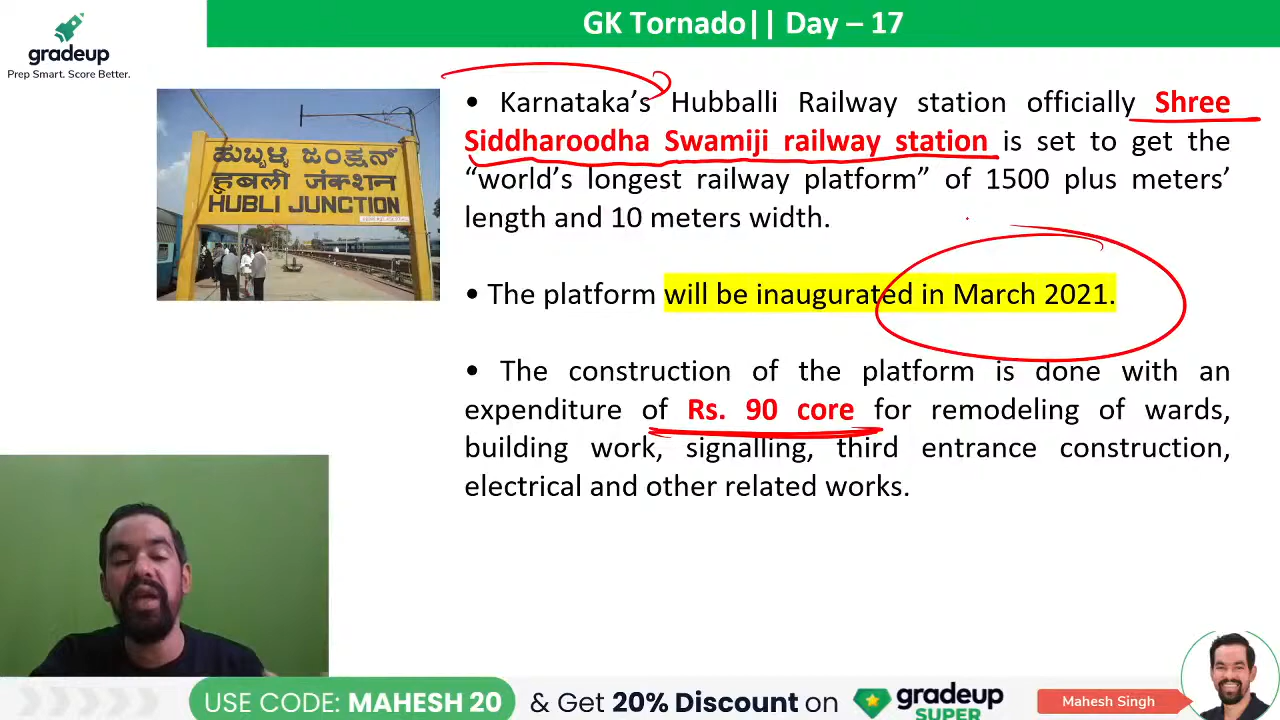 GK Tornado|| Day – 17
gradeup
Prep Smart. Score Better.
ಹುಬ್ಬಳ್ಳಿ ಜಂಕ್ಷನ್
हुबली जंक्शन
HUBLI JUNCTION
• Karnataka’s Hubballi Railway station officially Shree
Siddharoodha Swamiji railway station is set to get the
“world’s longest railway platform” of 1500 plus meters’
length and 10 meters width.
• The platform will be inaugurated in March 2021.
• The construction of the platform is done with an
expenditure of Rs. 90 core for remodeling of wards,
building work, signalling, third entrance construction,
electrical and other related works.
USE CODE: MAHESH 20 & Get 20% Discount on
gradeup
SUPER
Mahesh Singh